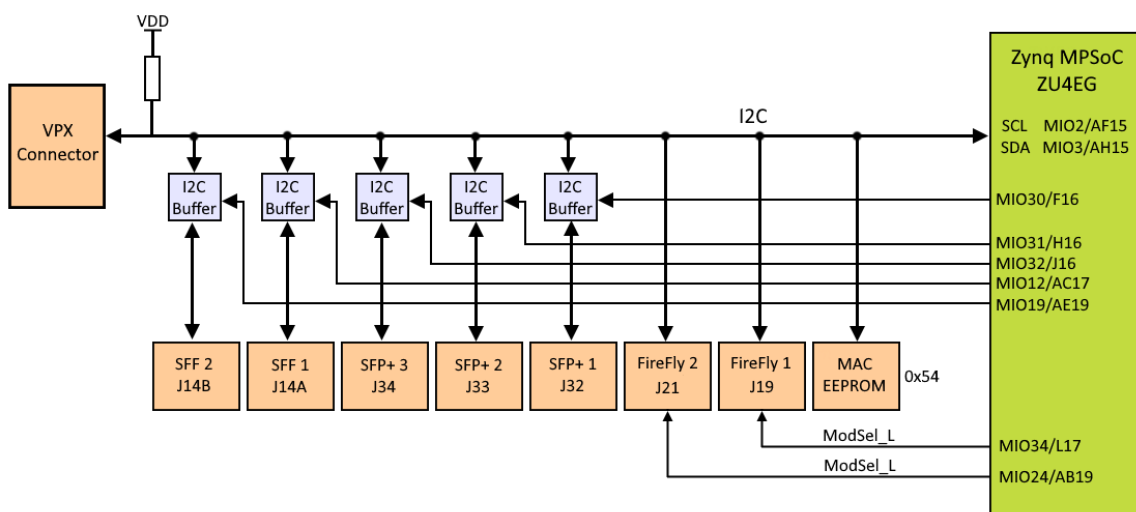 VDD
VPX
Connector
I2C
Zynq MPSoC
ZU4EG
SCL MIO2/AF15
SDA MIO3/AH15
I2C
Buffer
I2C
Buffer
I2C
Buffer
I2C
Buffer
I2C
Buffer
MIO30/F16
MIO31/H16
MIO32/J16
MIO12/AC17
MIO19/AE19
SFF 2
J14B
SFF 1
J14A
SFP+ 3
J34
SFP+ 2
J33
SFP+ 1
J32
FireFly 2
J21
FireFly 1
J19
MAC
EEPROM
0x54
ModSel_L
MIO34/L17
ModSel_L
MIO24/AB19